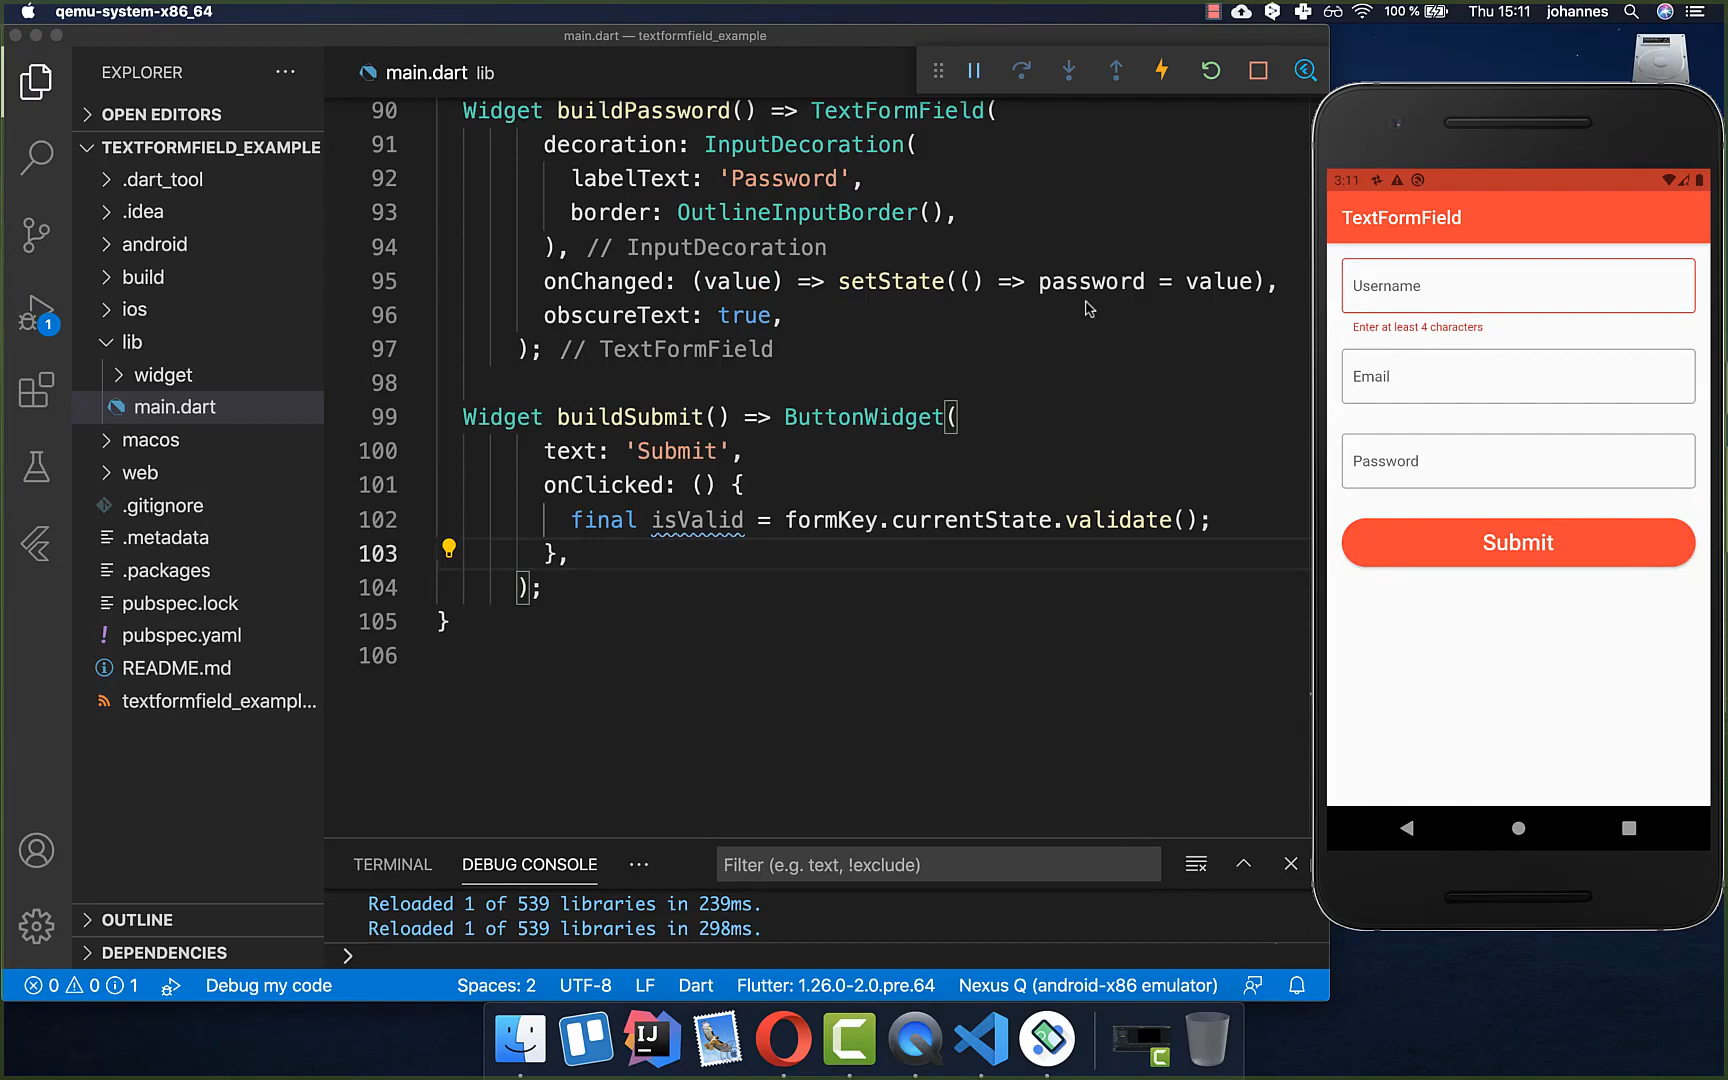 qemu-system-x86_64
100 %
Thu 15:11
johannes
main.dart — textformfield_example
EXPLORER
main.dart lib
OPEN EDITORS
TEXTFORMFIELD_EXAMPLE
.dart_tool
.idea
android
build
ios
lib
widget
main.dart
macos
web
.gitignore
.metadata
.packages
pubspec.lock
pubspec.yaml
README.md
textformfield_exampl...
OUTLINE
DEPENDENCIES
1
90 Widget buildPassword() => TextFormField(
91 decoration: InputDecoration(
92 labelText: 'Password',
93 border: OutlineInputBorder(),
94 ), // InputDecoration
95 onChanged: (value) => setState(() => password = value),
96 obscureText: true,
97 ); // TextFormField
98
99 Widget buildSubmit() => ButtonWidget(
100 text: 'Submit',
101 onClicked: () {
102 final isValid = formKey.currentState.validate();
103 },
104 );
105 }
106
TERMINAL
DEBUG CONSOLE
Filter (e.g. text, !exclude)
Reloaded 1 of 539 libraries in 239ms.
Reloaded 1 of 539 libraries in 298ms.
0 0 1
Debug my code
Spaces: 2
UTF-8
LF
Dart
Flutter: 1.26.0-2.0.pre.64
Nexus Q (android-x86 emulator)
3:11
TextFormField
Username
Enter at least 4 characters
Email
Password
Submit
IJ